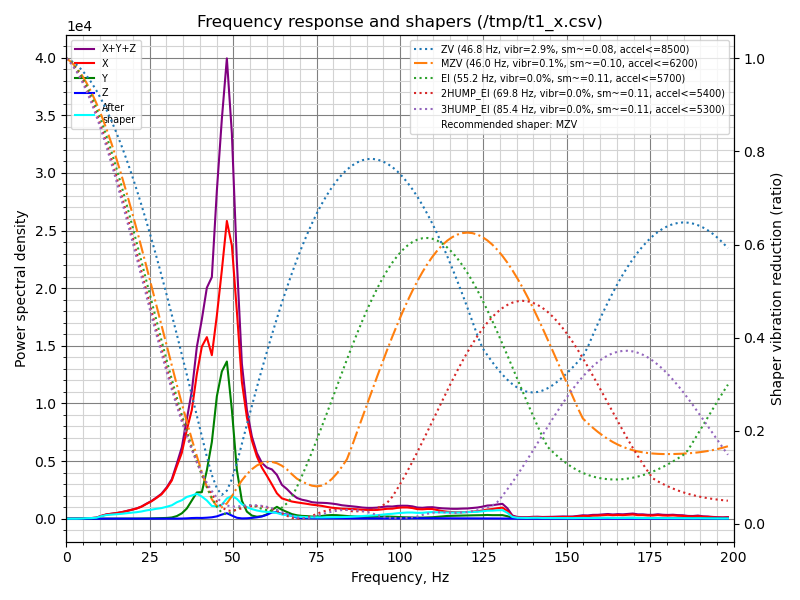 Frequency response and shapers (/tmp/t1_x.csv)
1e4
X+Y+Z
X
Y
Z
After
shaper
ZV (46.8 Hz, vibr=2.9%, sm~=0.08, accel<=8500)
MZV (46.0 Hz, vibr=0.1%, sm~=0.10, accel<=6200)
EI (55.2 Hz, vibr=0.0%, sm~=0.11, accel<=5700)
2HUMP_EI (69.8 Hz, vibr=0.0%, sm~=0.11, accel<=5400)
3HUMP_EI (85.4 Hz, vibr=0.0%, sm~=0.11, accel<=5300)
Recommended shaper: MZV
Power spectral density
4.0
3.5
3.0
2.5
2.0
1.5
1.0
0.5
0.0
1.0
0.8
0.6
0.4
0.2
0.0
Shaper vibration reduction (ratio)
0 25 50 75 100 125 150 175 200
Frequency, Hz